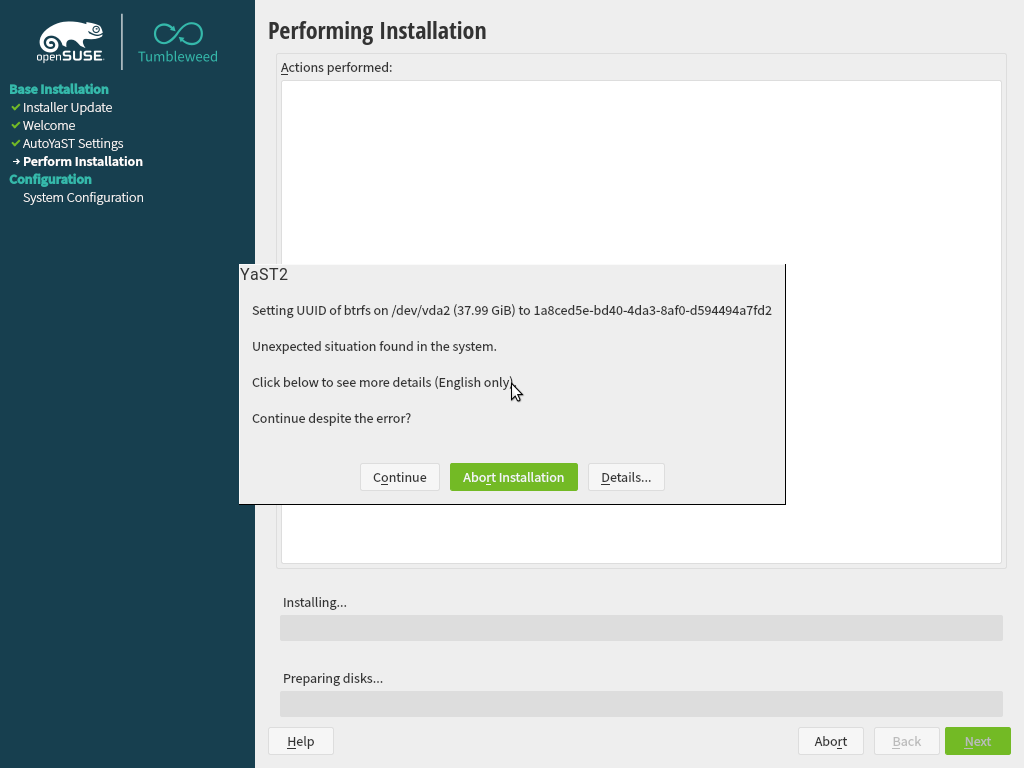 openSUSE
Tumbleweed
Base Installation
Installer Update
Welcome
AutoYaST Settings
Perform Installation
Configuration
System Configuration
Performing Installation
Actions performed:
YaST2
Setting UUID of btrfs on /dev/vda2 (37.99 GiB) to 1a8ced5e-bd40-4da3-8af0-d594494a7fd2
Unexpected situation found in the system.
Click below to see more details (English only).
Continue despite the error?
Continue
Abort Installation
Details...
Installing...
Preparing disks...
Help
Abort
Back
Next